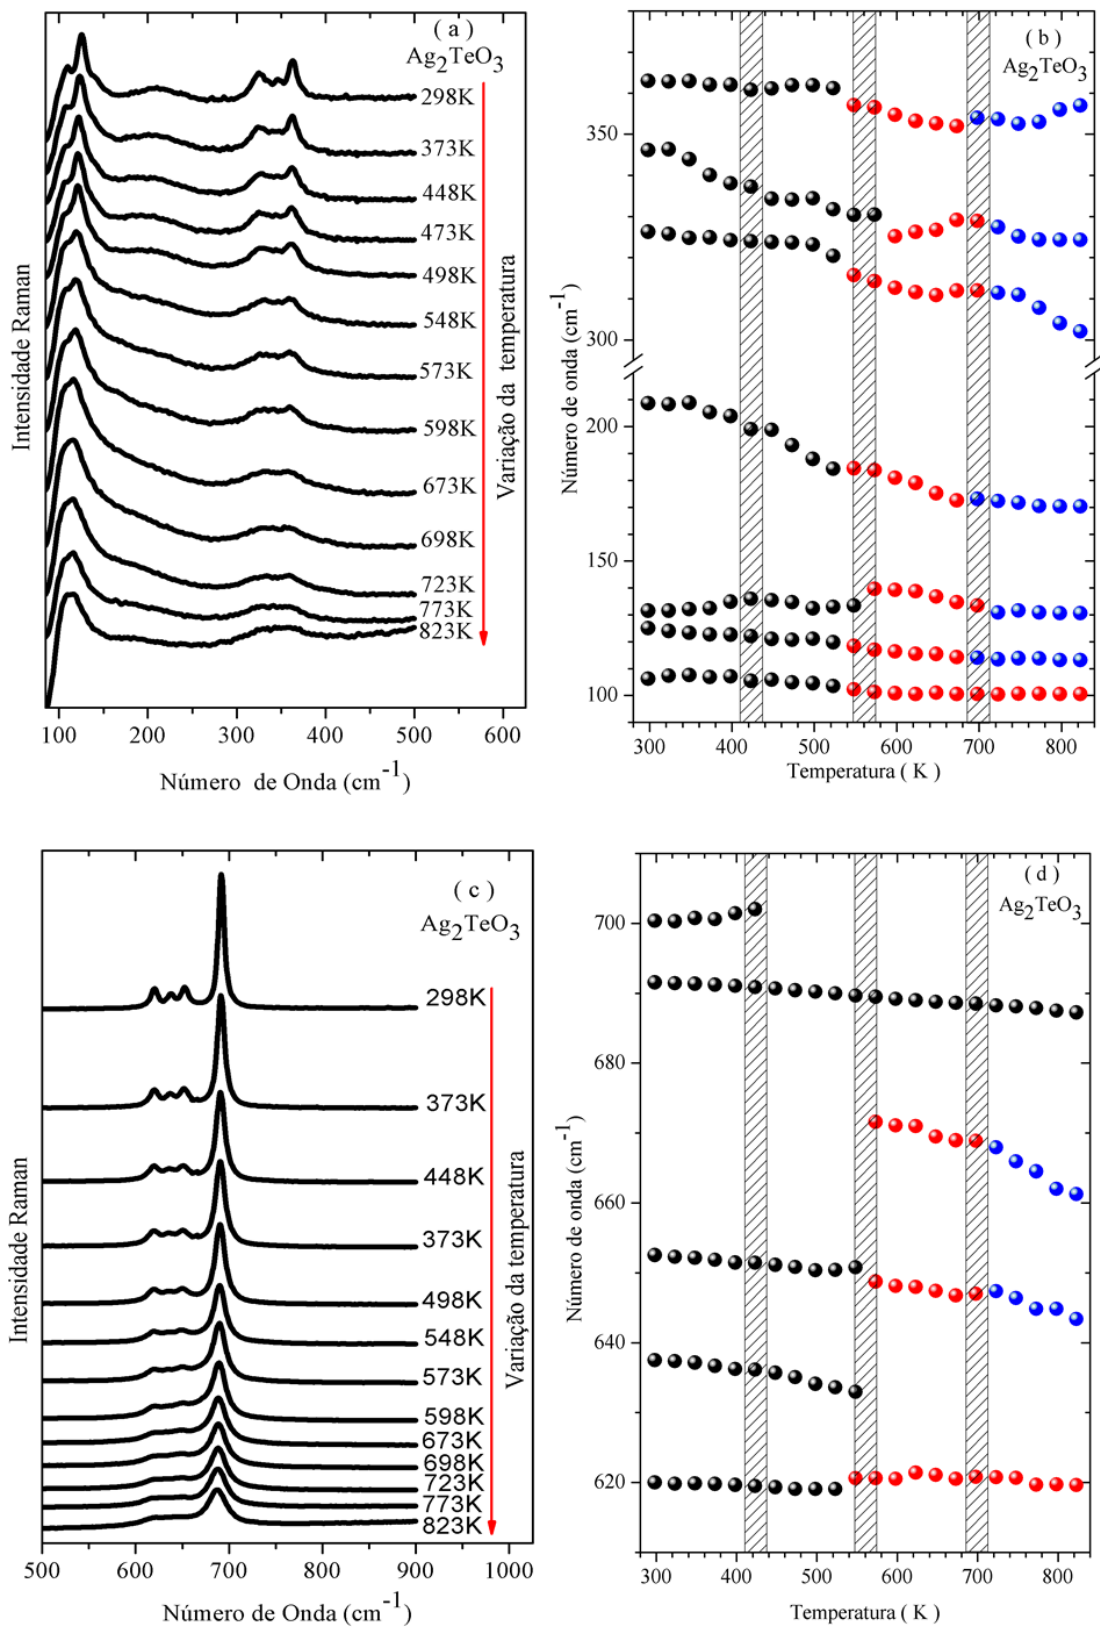 ( a )
Ag2TeO3
298K
373K
448K
473K
498K
548K
573K
598K
673K
698K
723K
773K
823K
Intensidade Raman
Variação da temperatura
100 200 300 400 500 600
Número de Onda (cm-1)
( b )
Ag2TeO3
350
300
200
150
100
Número de onda (cm-1)
300 400 500 600 700 800
Temperatura ( K )
( c )
Ag2TeO3
298K
373K
448K
373K
498K
548K
573K
598K
673K
698K
723K
773K
823K
Intensidade Raman
Variação da temperatura
500 600 700 800 900 1000
Número de Onda (cm-1)
( d )
Ag2TeO3
700
680
660
640
620
Número de onda (cm-1)
300 400 500 600 700 800
Temperatura ( K )